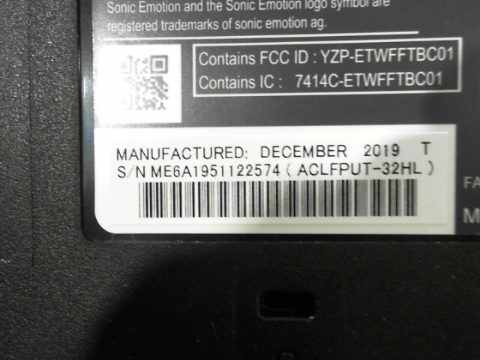 Sonic Emotion and the Sonic Emotion logo symbol are
registered trademarks of sonic emotion ag.
Contains FCC ID : YZP-ETWFFTBC01
Contains IC : 7414C-ETWFFTBC01
MANUFACTURED: DECEMBER 2019 T
S/N ME6A1951122574 ( ACLFPUT-32HL )
FA
M